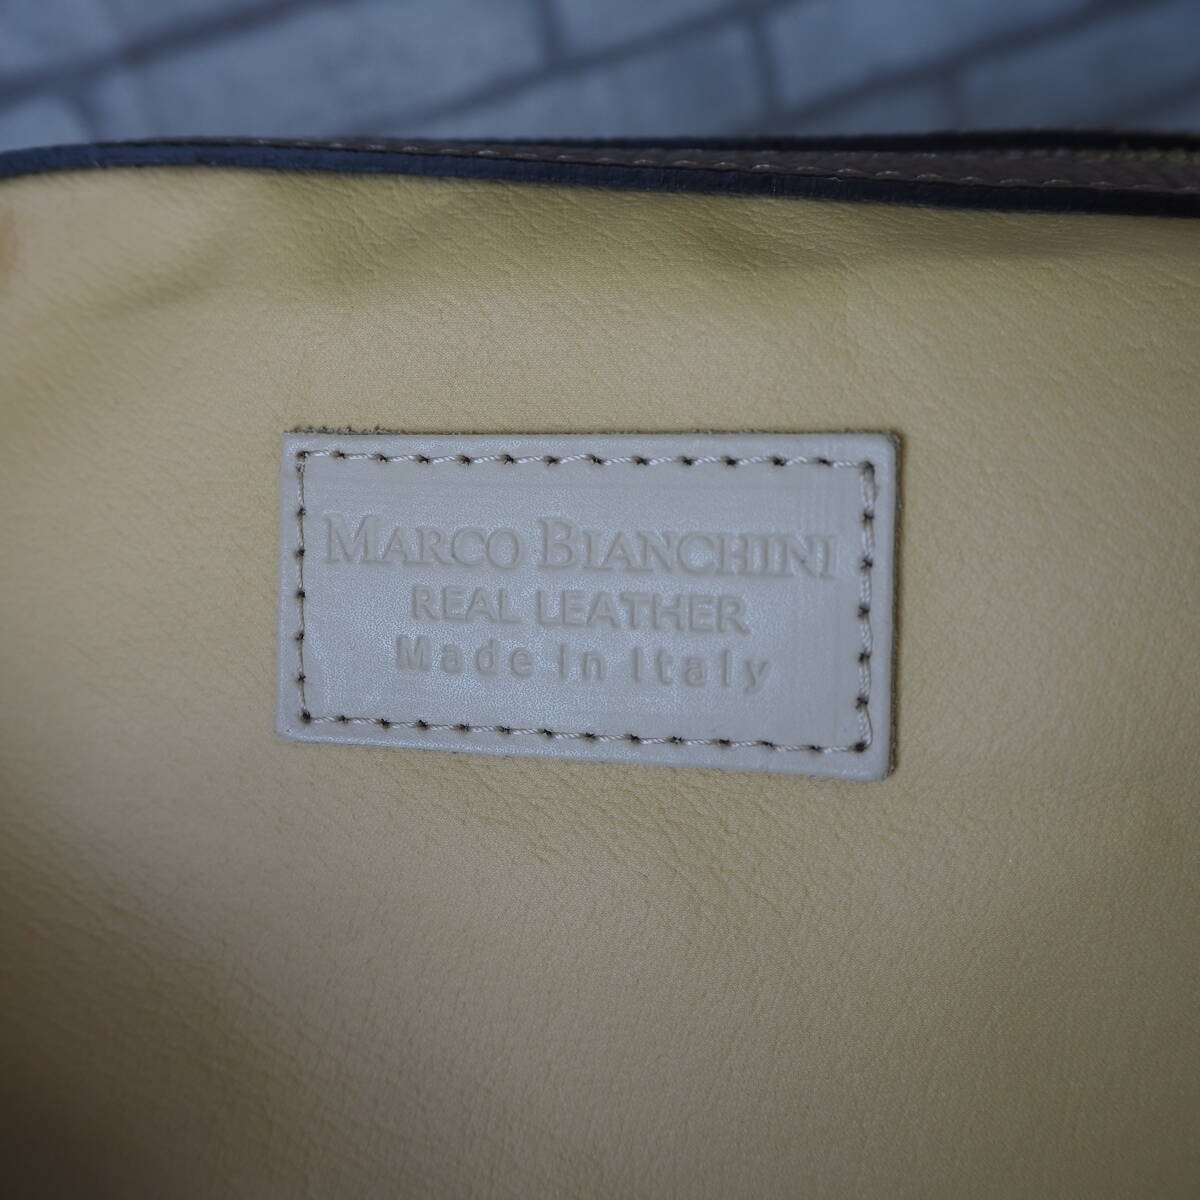 MARCO BIANCHINI
REAL LEATHER
Made In Italy